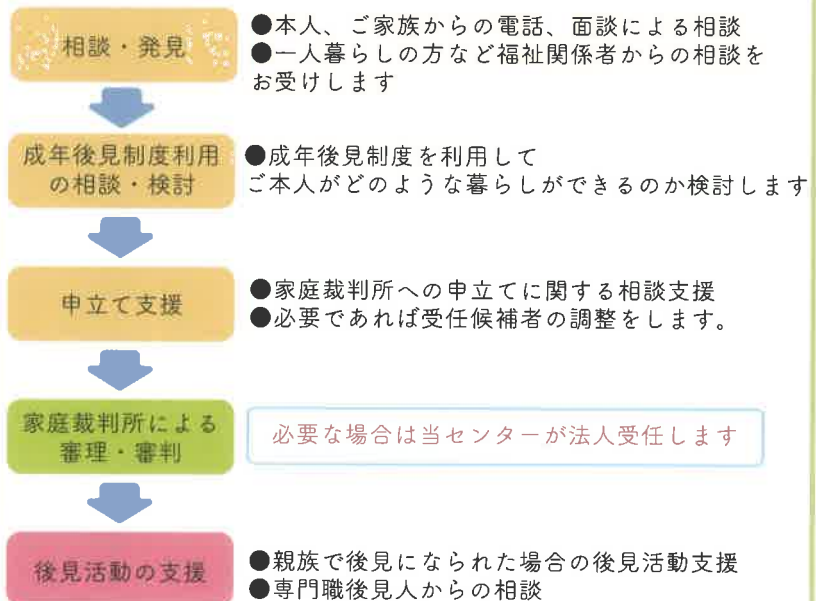 相談・発見
●本人、ご家族からの電話、面談による相談
●一人暮らしの方など福祉関係者からの相談を
お受けします
成年後見制度利用
の相談・検討
●成年後見制度を利用して
ご本人がどのような暮らしができるのか検討します
申立て支援
●家庭裁判所への申立てに関する相談支援
●必要であれば受任候補者の調整をします。
家庭裁判所による
審理・審判
必要な場合は当センターが法人受任します
後見活動の支援
●親族で後見になられた場合の後見活動支援
●専門職後見人からの相談